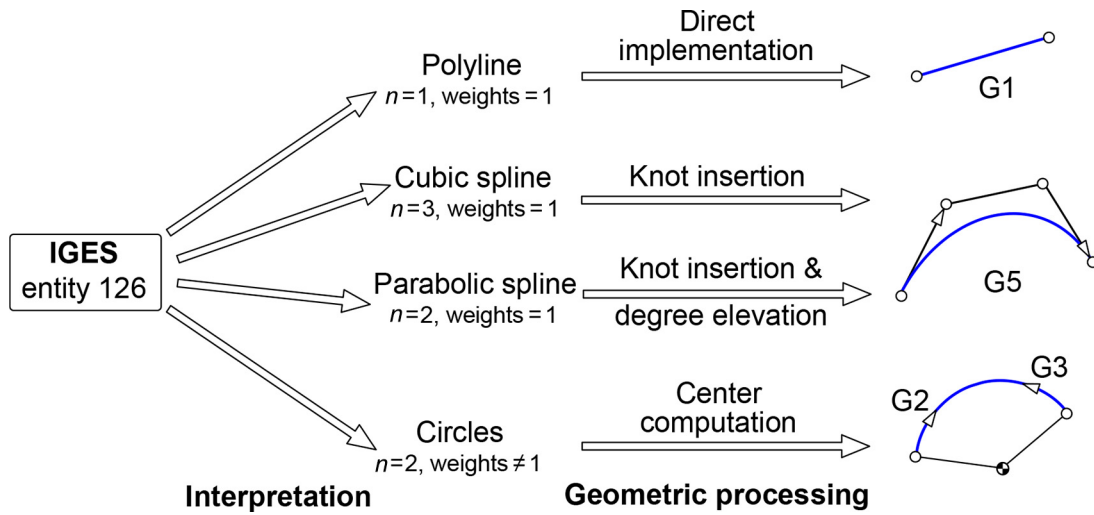 IGES
entity 126
Polyline
n=1, weights=1
Direct
implementation
G1
Cubic spline
n=3, weights=1
Knot insertion
Parabolic spline
n=2, weights=1
Knot insertion &
degree elevation
G5
Circles
n=2, weights≠1
Center
computation
G2
G3
Interpretation
Geometric processing